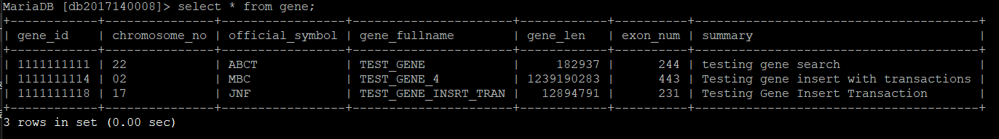 MariaDB [db2017140008]> select * from gene;
+------------+---------------+-----------------+---------------------+------------+----------+--------------------------------------+
| gene_id    | chromosome_no | official_symbol | gene_fullname       | gene_len   | exon_num | summary                              |
+------------+---------------+-----------------+---------------------+------------+----------+--------------------------------------+
| 1111111111 | 22            | ABCT            | TEST_GENE           |     182937 |      244 | testing gene search                  |
| 1111111114 | 02            | MBC             | TEST_GENE_4         | 1239190283 |      443 | Testing gene insert with transactions |
| 1111111118 | 17            | JNF             | TEST_GENE_INSRT_TRAN |   12894791 |      231 | Testing Gene Insert Transaction      |
+------------+---------------+-----------------+---------------------+------------+----------+--------------------------------------+
3 rows in set (0.00 sec)